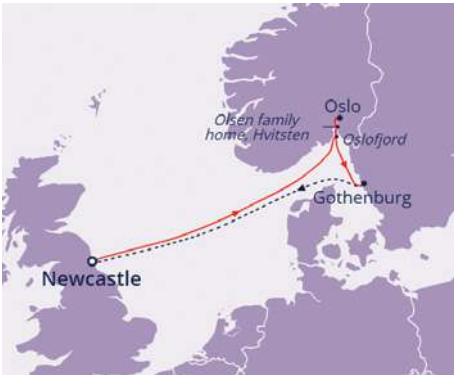 Oslo
Olsen family
home, Hvitsten
Oslofjord
Gothenburg
Newcastle